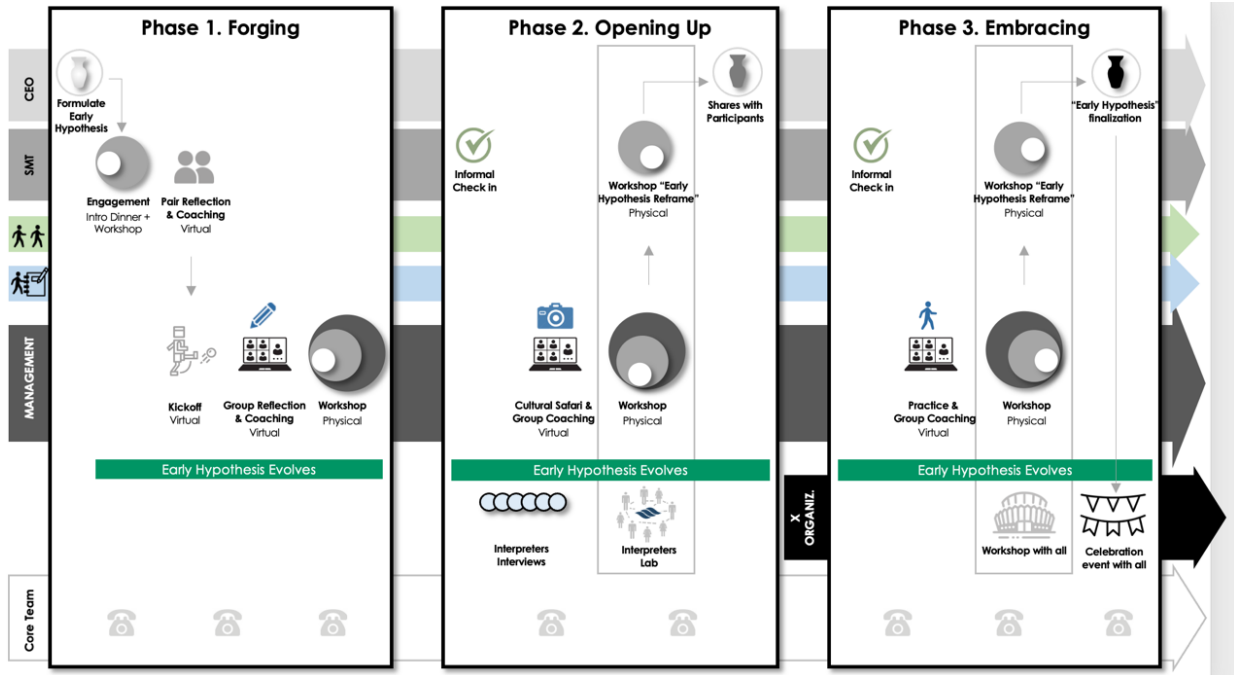 Phase 1. Forging
Phase 2. Opening Up
Phase 3. Embracing
CEO
Formulate
Early
Hypothesis
Shares with
Participants
"Early Hypothesis"
finalization
SMT
Engagement
Intro Dinner +
Workshop
Pair Reflection
& Coaching
Virtual
Informal
Check in
Workshop "Early
Hypothesis Reframe"
Physical
Informal
Check in
Workshop "Early
Hypothesis Reframe"
Physical
MANAGEMENT
Kickoff
Virtual
Group Reflection
& Coaching
Virtual
Workshop
Physical
Cultural Safari &
Group Coaching
Virtual
Workshop
Physical
Practice &
Group Coaching
Virtual
Workshop
Physical
Early Hypothesis Evolves
Early Hypothesis Evolves
Early Hypothesis Evolves
X
ORGANIZ.
Interpreters
Interviews
Interpreters
Lab
Workshop with all
Celebration
event with all
Core Team